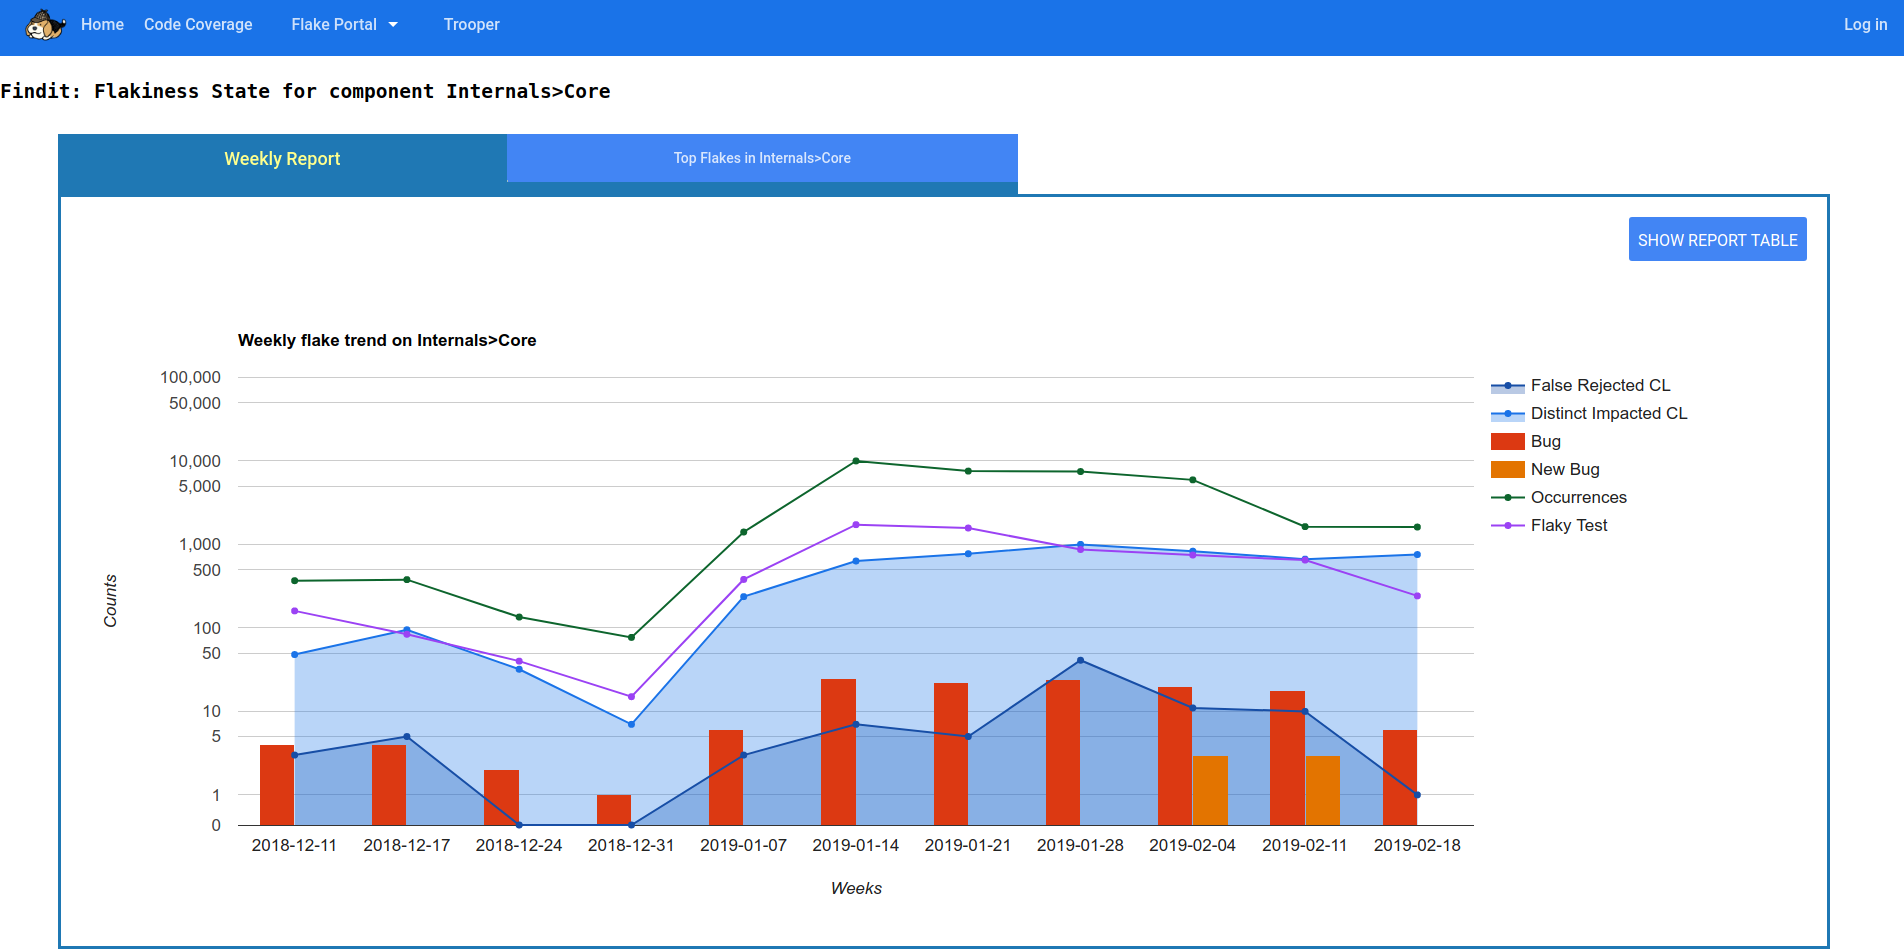 Home Code Coverage Flake Portal Trooper Log in
Findit: Flakiness State for component Internals>Core
Weekly Report Top Flakes in Internals>Core
SHOW REPORT TABLE
Weekly flake trend on Internals>Core
100,000
50,000
10,000
5,000
1,000
500
100
50
10
5
1
0
Counts
False Rejected CL
Distinct Impacted CL
Bug
New Bug
Occurrences
Flaky Test
2018-12-11 2018-12-17 2018-12-24 2018-12-31 2019-01-07 2019-01-14 2019-01-21 2019-01-28 2019-02-04 2019-02-11 2019-02-18
Weeks